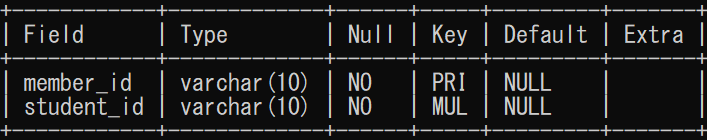 +------------+-------------+------+-----+---------+-------+
| Field      | Type        | Null | Key | Default | Extra |
+------------+-------------+------+-----+---------+-------+
| member_id  | varchar(10) | NO   | PRI | NULL    |       |
| student_id | varchar(10) | NO   | MUL | NULL    |       |
+------------+-------------+------+-----+---------+-------+